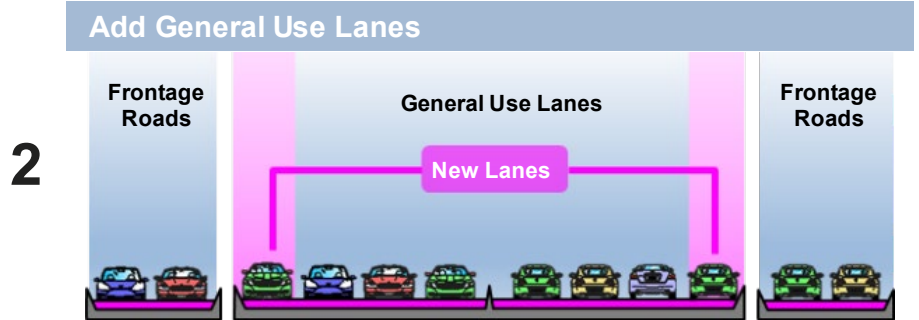 Add General Use Lanes
Frontage
Roads
General Use Lanes
Frontage
Roads
2
New Lanes